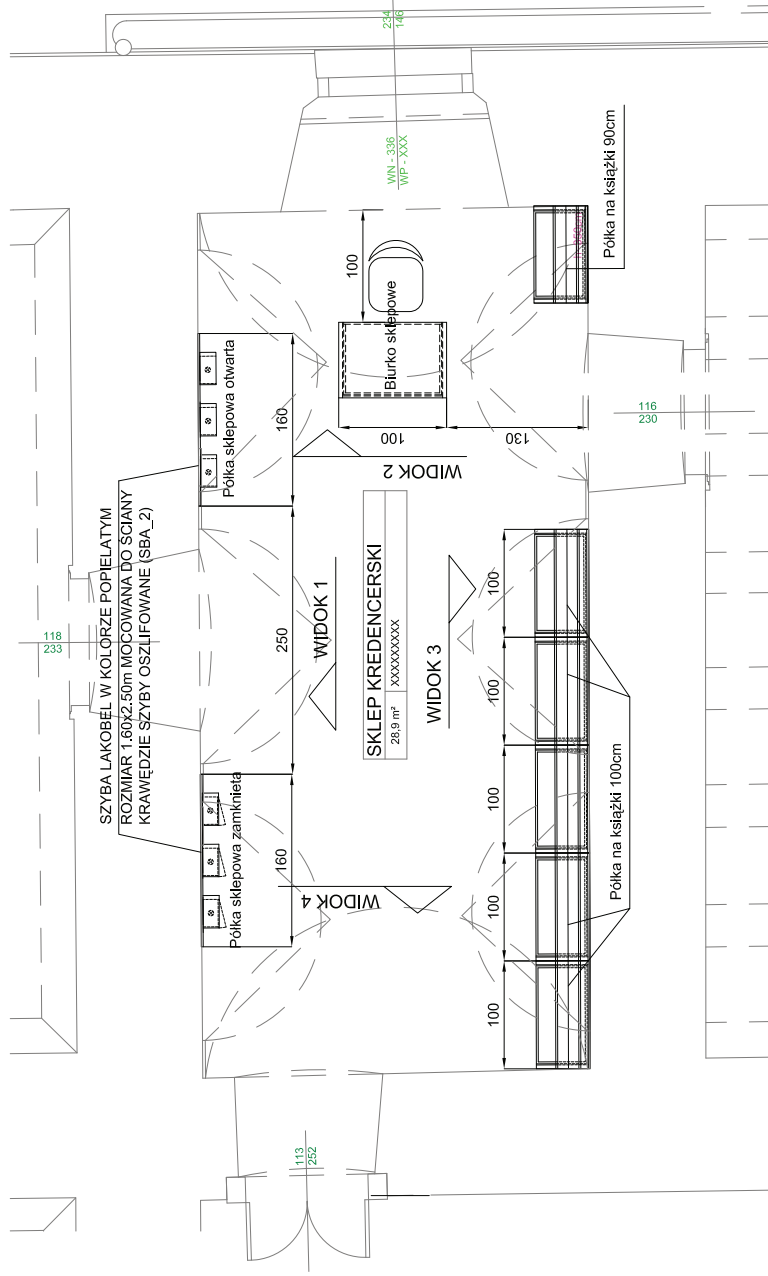 234
146
WN - 336
WP - XXX
Półka na książki 90cm
100
Biurko sklepowe
Półka sklepowa otwarta
160
100
130
116
230
WIDOK 2
SZYBA LAKOBEL W KOLORZE POPIELATYM
ROZMIAR 1.60x2.50m MOCOWANA DO ŚCIANY
KRAWĘDZIE SZYBY OSZLIFOWANE (SBA_2)
118
233
250
WIDOK 1
SKLEP KREDENCERSKI
28,9 m² XXXXXXXXXX
WIDOK 3
100
100
100
100
100
Półka na książki 100cm
Półka sklepowa zamknieta
160
WIDOK 4
113
252